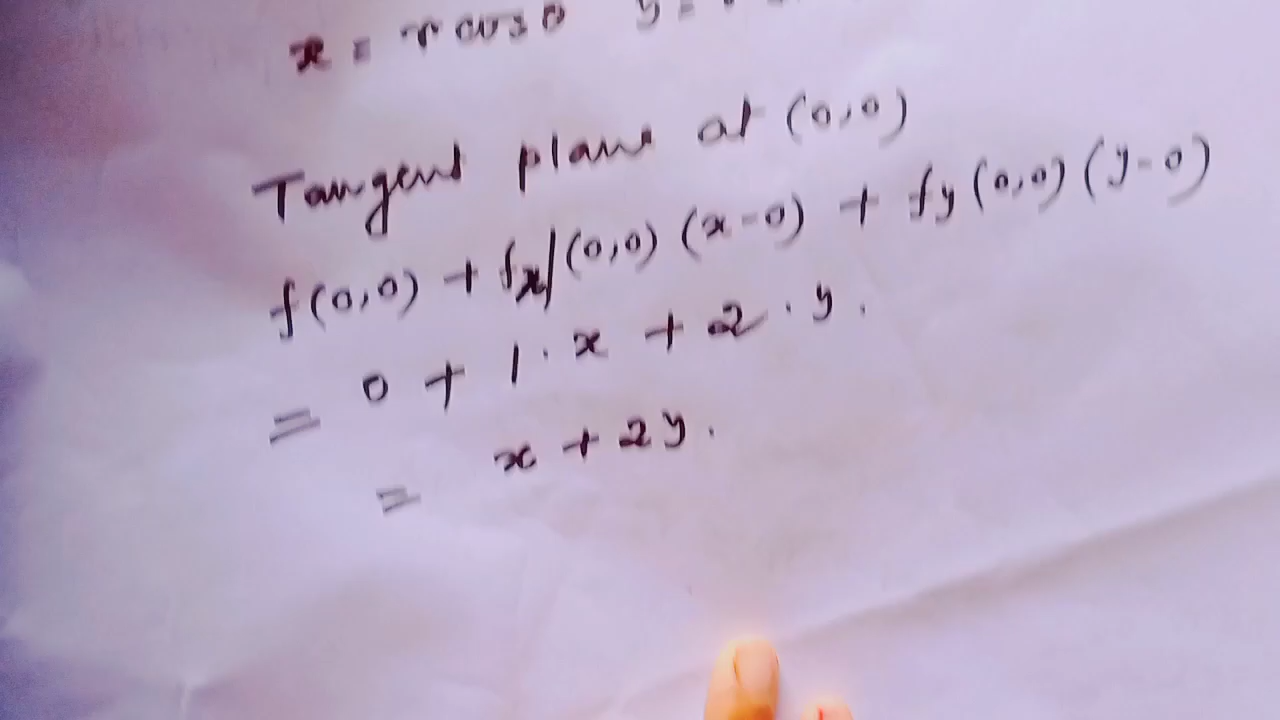 x = r cos θ y =
Tangent plane at (0,0)
f(0,0) + fx|(0,0) (x-0) + fy(0,0) (y-0)
= 0 + 1 · x + 2 · y.
= x + 2y.